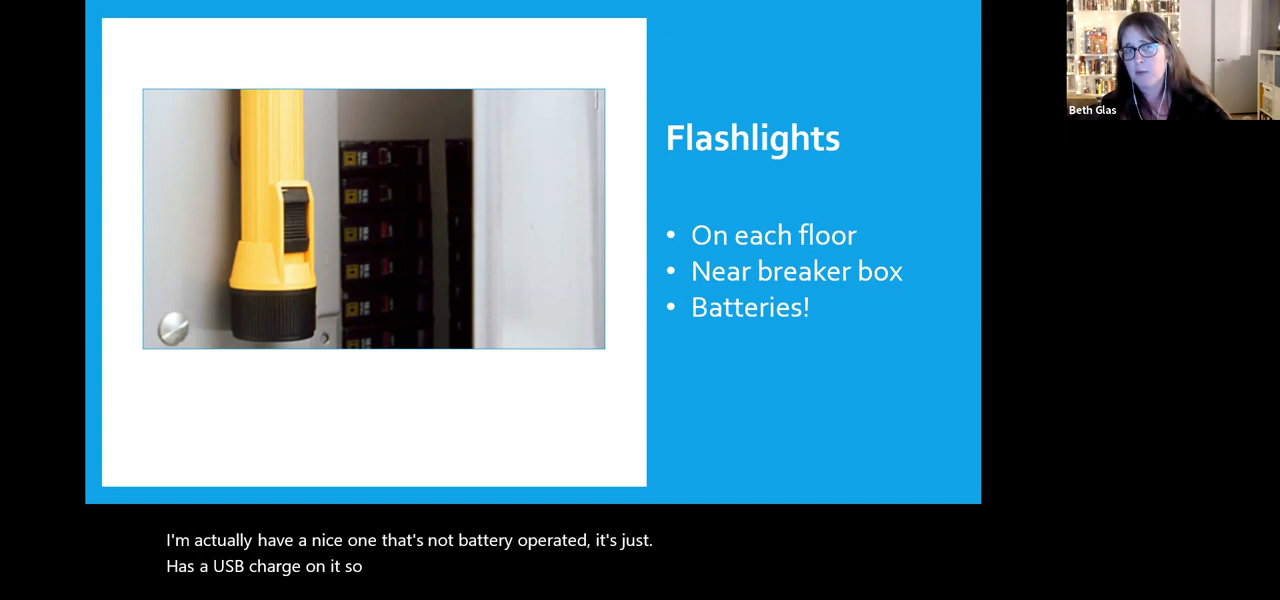 Flashlights
• On each floor
• Near breaker box
• Batteries!
Beth Glas
I'm actually have a nice one that's not battery operated, it's just.
Has a USB charge on it so